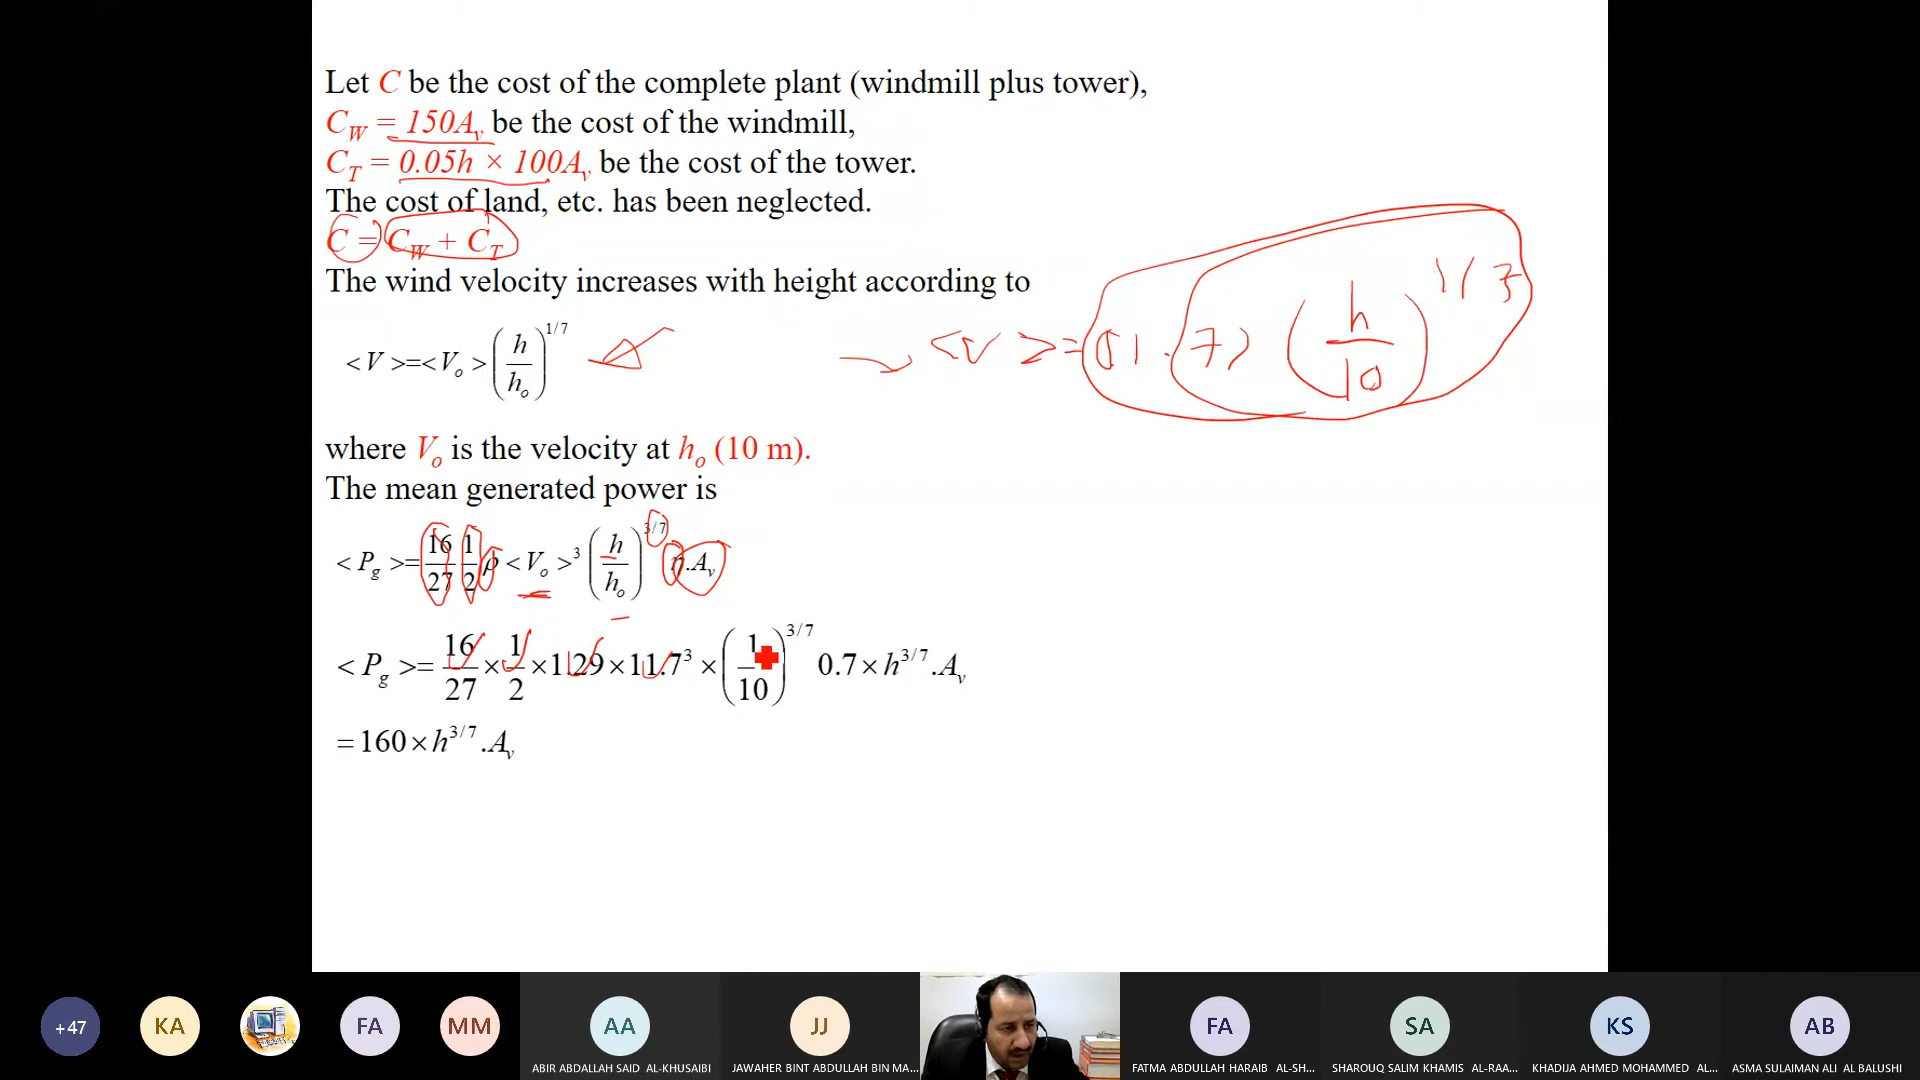 Let C be the cost of the complete plant (windmill plus tower),
C_W = 150A_v be the cost of the windmill,
C_T = 0.05h × 100A_v be the cost of the tower.
The cost of land, etc. has been neglected.
C = C_W + C_T
The wind velocity increases with height according to
<V>=<V_o>(h/h_o)^1/7
<V>=(11.7)(h/10)^1/7
where V_o is the velocity at h_o (10 m).
The mean generated power is
<P_g>=16/27 1/2 ρ<V_o>^3(h/h_o)^3/7 η.A_v
<P_g>=16/27×1/2×1.29×11.7^3×(1/10)^3/7 0.7×h^3/7.A_v
=160×h^3/7.A_v
+47
KA
FA
MM
AA
JJ
FA
SA
KS
AB
ABIR ABDALLAH SAID AL-KHUSAIBI
JAWAHER BINT ABDULLAH BIN MA...
FATMA ABDULLAH HARAIB AL-SH...
SHAROUQ SALIM KHAMIS AL-RAA...
KHADIJA AHMED MOHAMMED AL...
ASMA SULAIMAN ALI AL BALUSHI